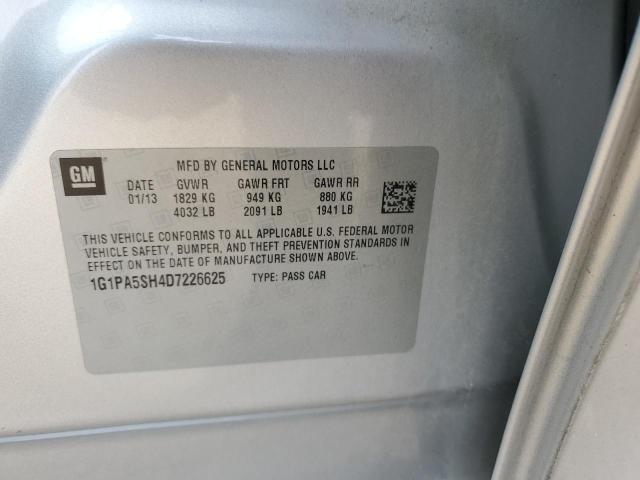 GM
MFD BY GENERAL MOTORS LLC
DATE GVWR GAWR FRT GAWR RR
01/13 1829 KG 949 KG 880 KG
4032 LB 2091 LB 1941 LB
THIS VEHICLE CONFORMS TO ALL APPLICABLE U.S. FEDERAL MOTOR
VEHICLE SAFETY, BUMPER, AND THEFT PREVENTION STANDARDS IN
EFFECT ON THE DATE OF MANUFACTURE SHOWN ABOVE.
1G1PA5SH4D7226625 TYPE: PASS CAR